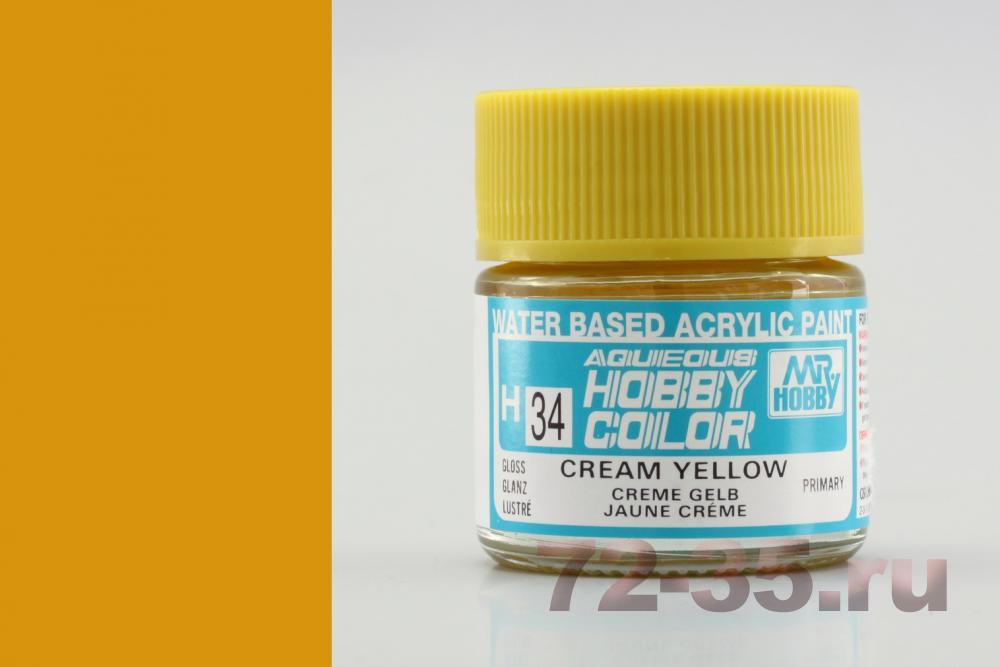 WATER BASED ACRYLIC PAINT
AQUEOUS
HOBBY
COLOR
MR
HOBBY
H 34
GLOSS
GLANZ
LUSTRÉ
CREAM YELLOW
CREME GELB
JAUNE CRÉME
PRIMARY
72-35.ru